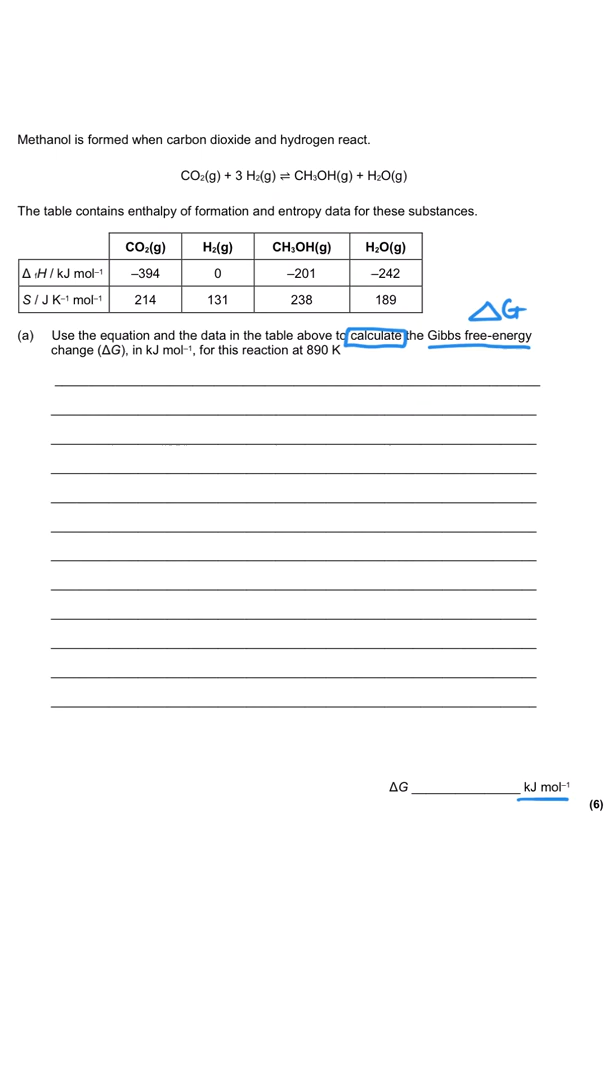 Methanol is formed when carbon dioxide and hydrogen react.
CO₂(g) + 3 H₂(g) ⇌ CH₃OH(g) + H₂O(g)
The table contains enthalpy of formation and entropy data for these substances.
CO₂(g) H₂(g) CH₃OH(g) H₂O(g)
Δ fH / kJ mol⁻¹ –394 0 –201 –242
S / J K⁻¹ mol⁻¹ 214 131 238 189
ΔG
(a) Use the equation and the data in the table above to calculate the Gibbs free-energy
change (ΔG), in kJ mol⁻¹, for this reaction at 890 K
ΔG kJ mol⁻¹
(6)